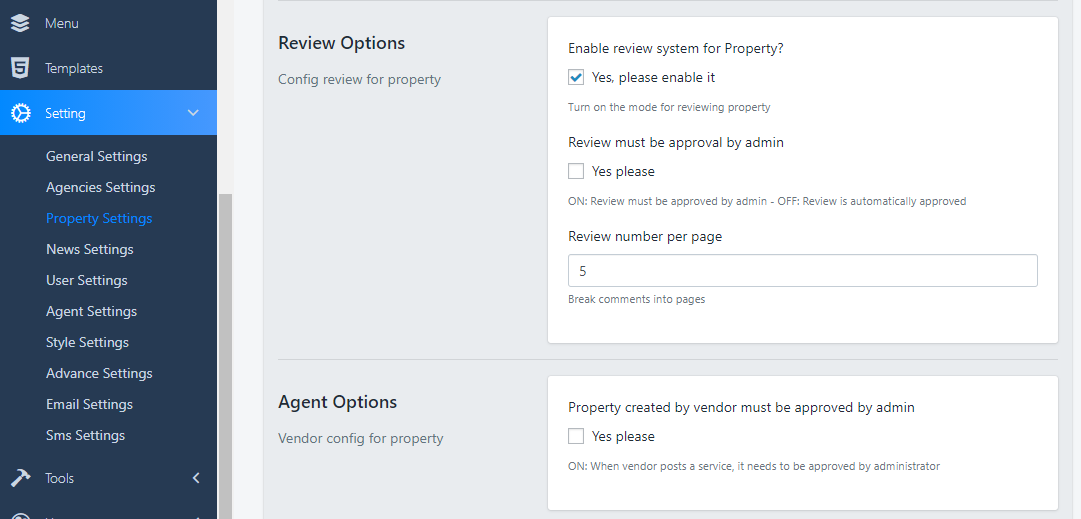 Menu
Templates
Setting
General Settings
Agencies Settings
Property Settings
News Settings
User Settings
Agent Settings
Style Settings
Advance Settings
Email Settings
Sms Settings
Tools
Review Options
Config review for property
Enable review system for Property?
Yes, please enable it
Turn on the mode for reviewing property
Review must be approval by admin
Yes please
ON: Review must be approved by admin - OFF: Review is automatically approved
Review number per page
5
Break comments into pages
Agent Options
Vendor config for property
Property created by vendor must be approved by admin
Yes please
ON: When vendor posts a service, it needs to be approved by administrator